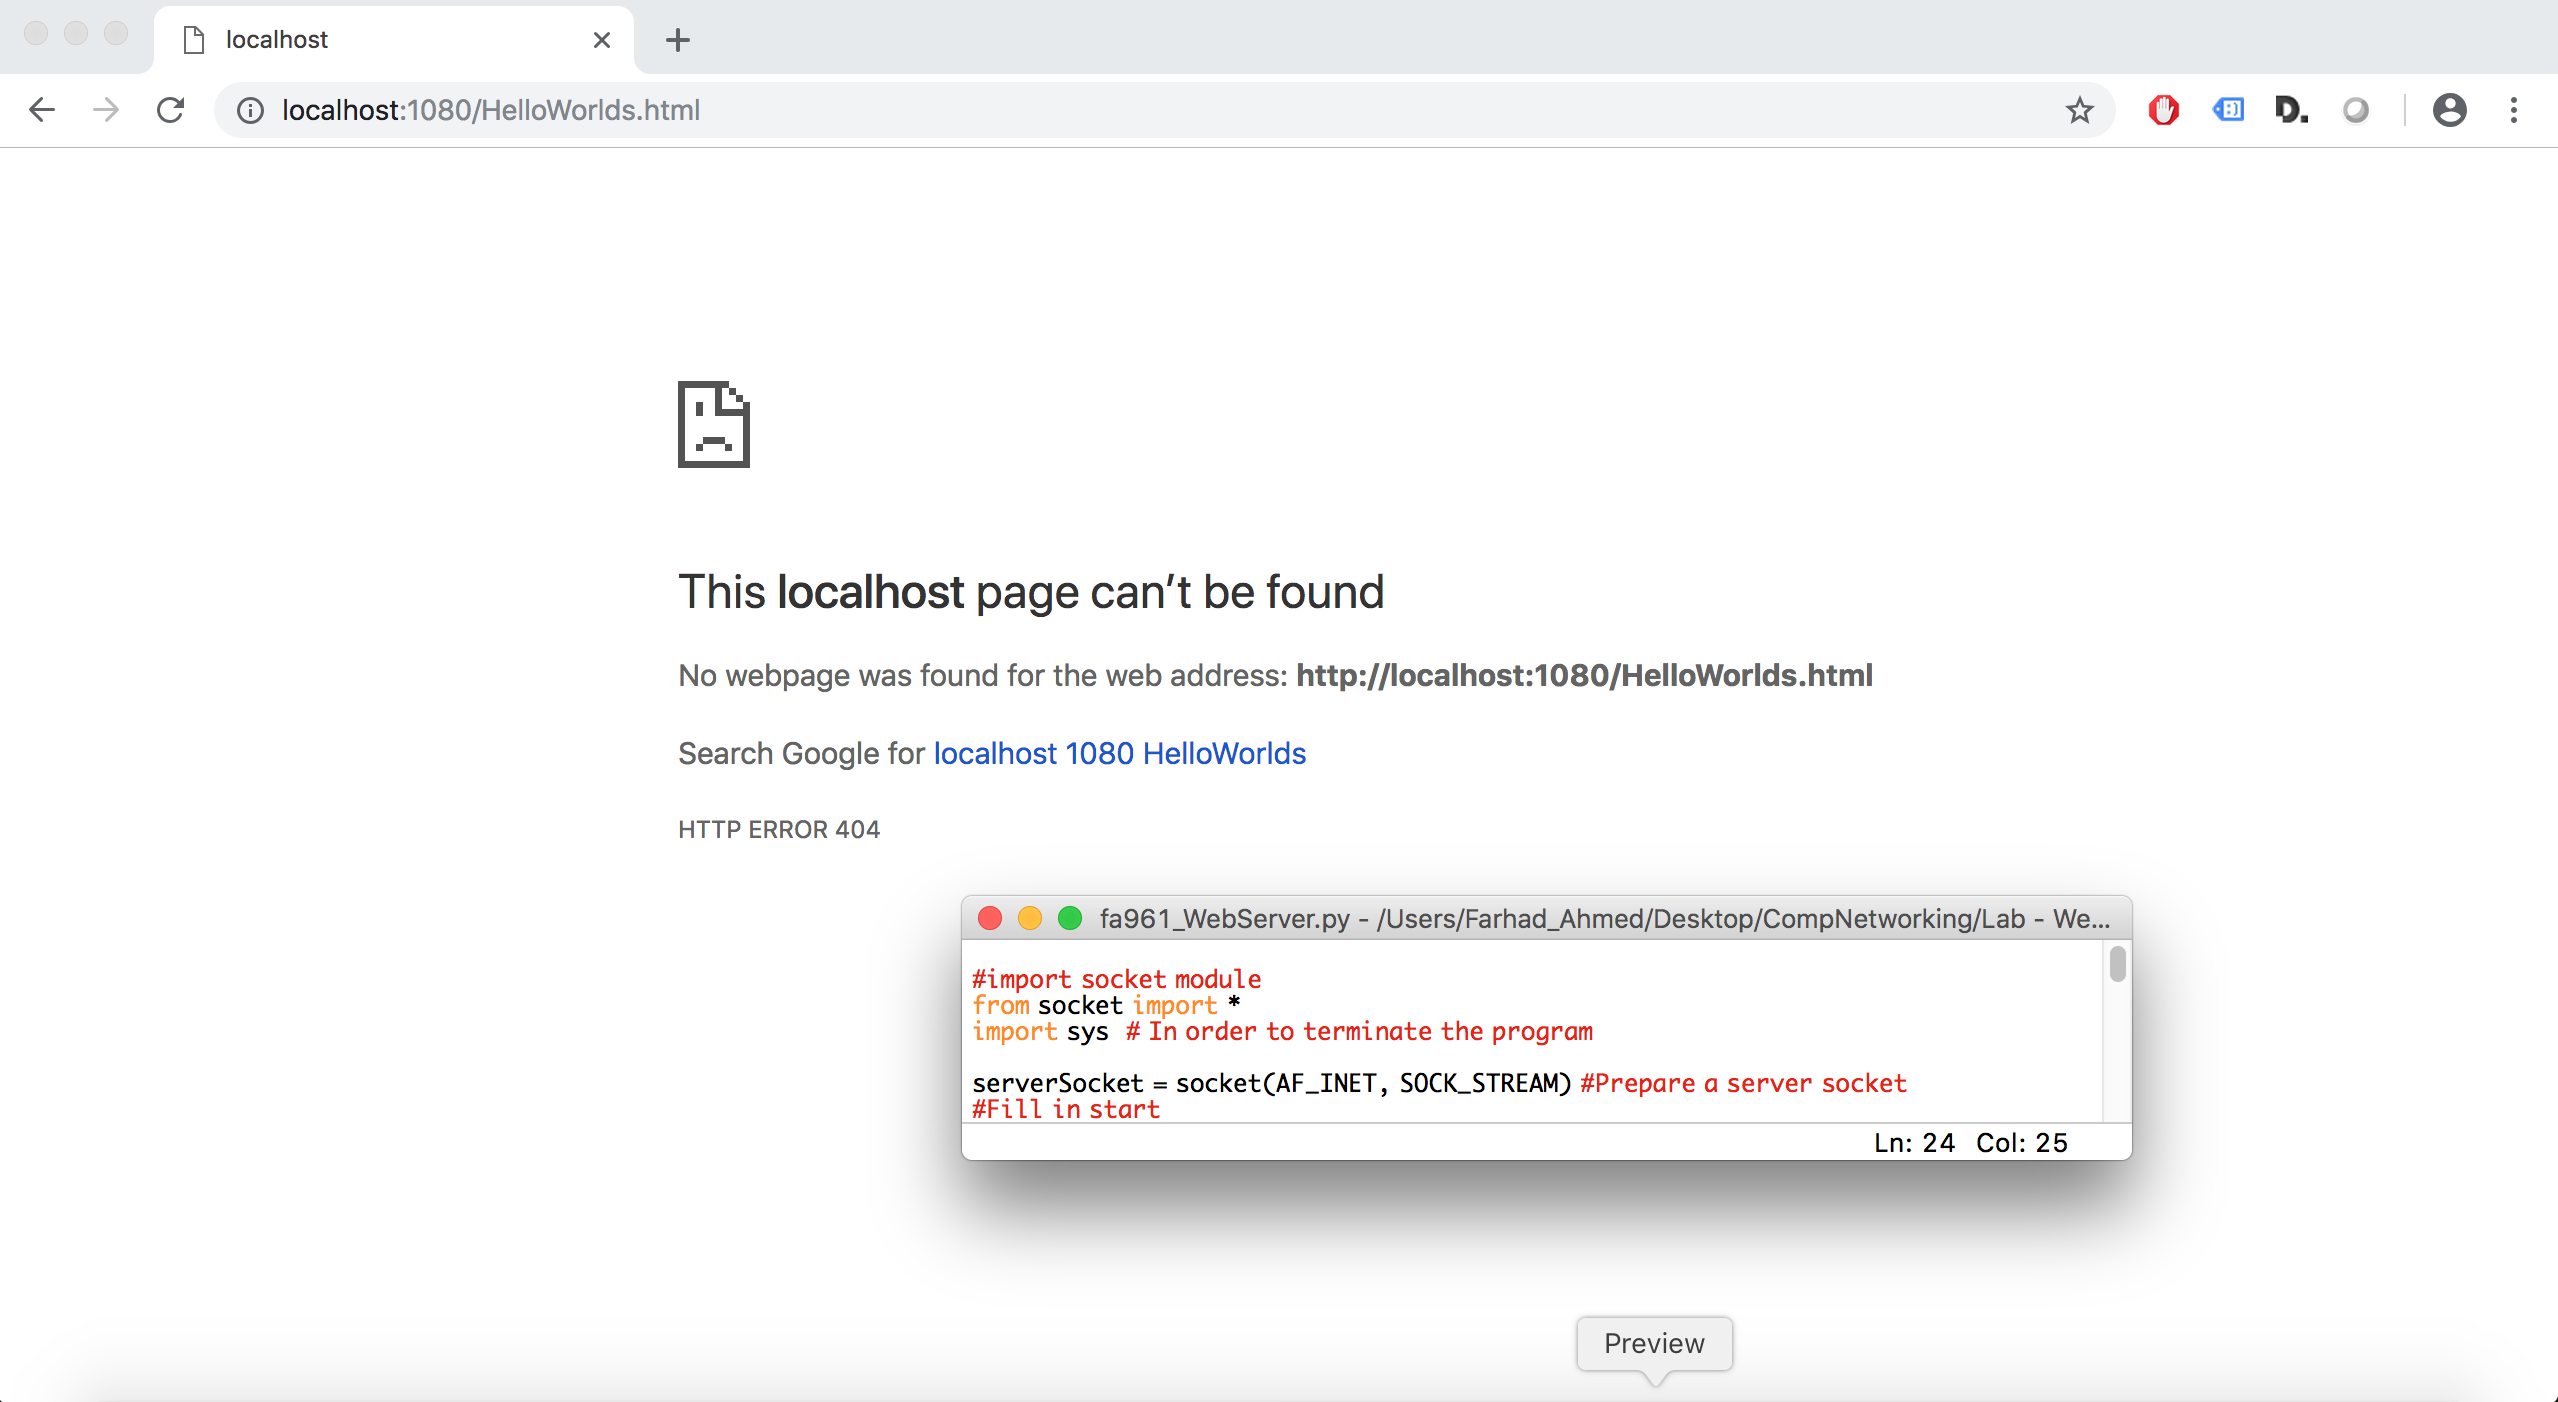 localhost
localhost:1080/HelloWorlds.html
D.
This localhost page can't be found
No webpage was found for the web address: http://localhost:1080/HelloWorlds.html
Search Google for localhost 1080 HelloWorlds
HTTP ERROR 404
fa961_WebServer.py - /Users/Farhad_Ahmed/Desktop/CompNetworking/Lab - We...
#import socket module
from socket import *
import sys  # In order to terminate the program
serverSocket = socket(AF_INET, SOCK_STREAM) #Prepare a server socket
#Fill in start
Ln: 24 Col: 25
Preview